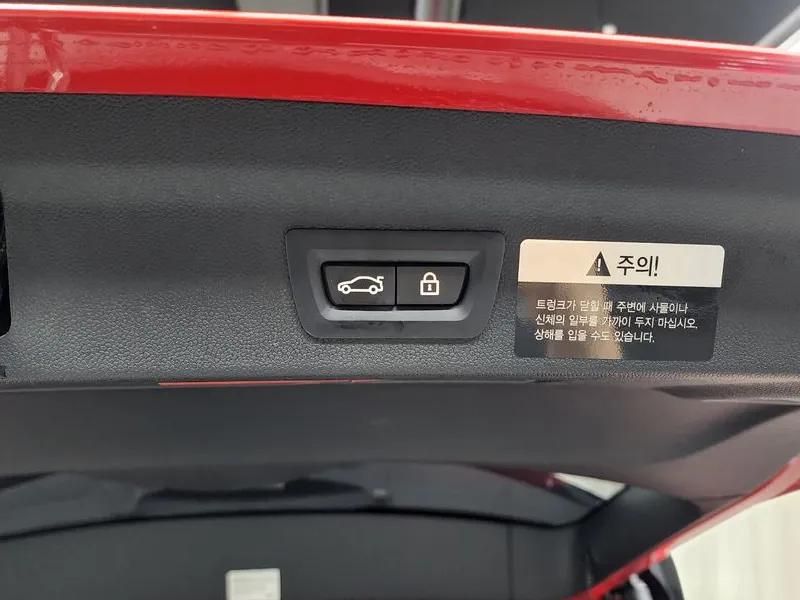 주의!
트렁크가 닫힐 때 주변에 사물이나
신체의 일부를 가까이 두지 마십시오.
상해를 입을 수도 있습니다.